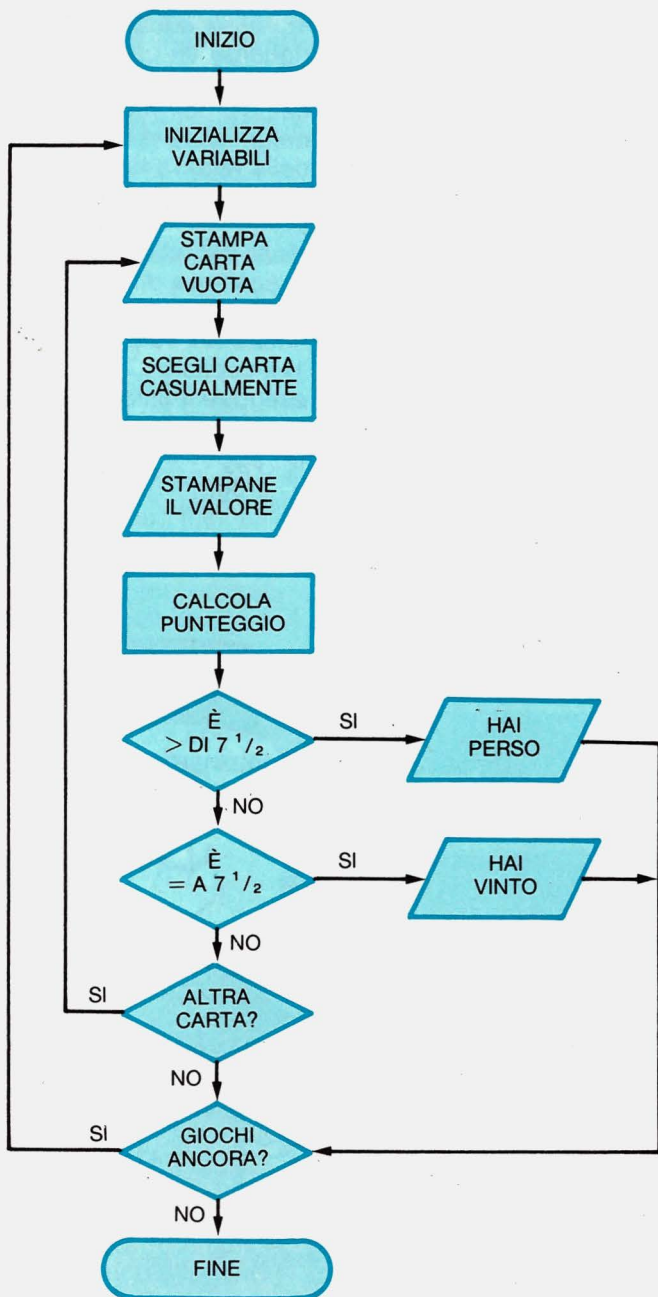 INIZIO
INIZIALIZZA
VARIABILI
STAMPA
CARTA
VUOTA
SCEGLI CARTA
CASUALMENTE
STAMPANE
IL VALORE
CALCOLA
PUNTEGGIO
È
> DI 7 1/2
SI
HAI
PERSO
NO
È
= A 7 1/2
SI
HAI
VINTO
NO
ALTRA
CARTA?
SI
NO
GIOCHI
ANCORA?
SI
NO
FINE